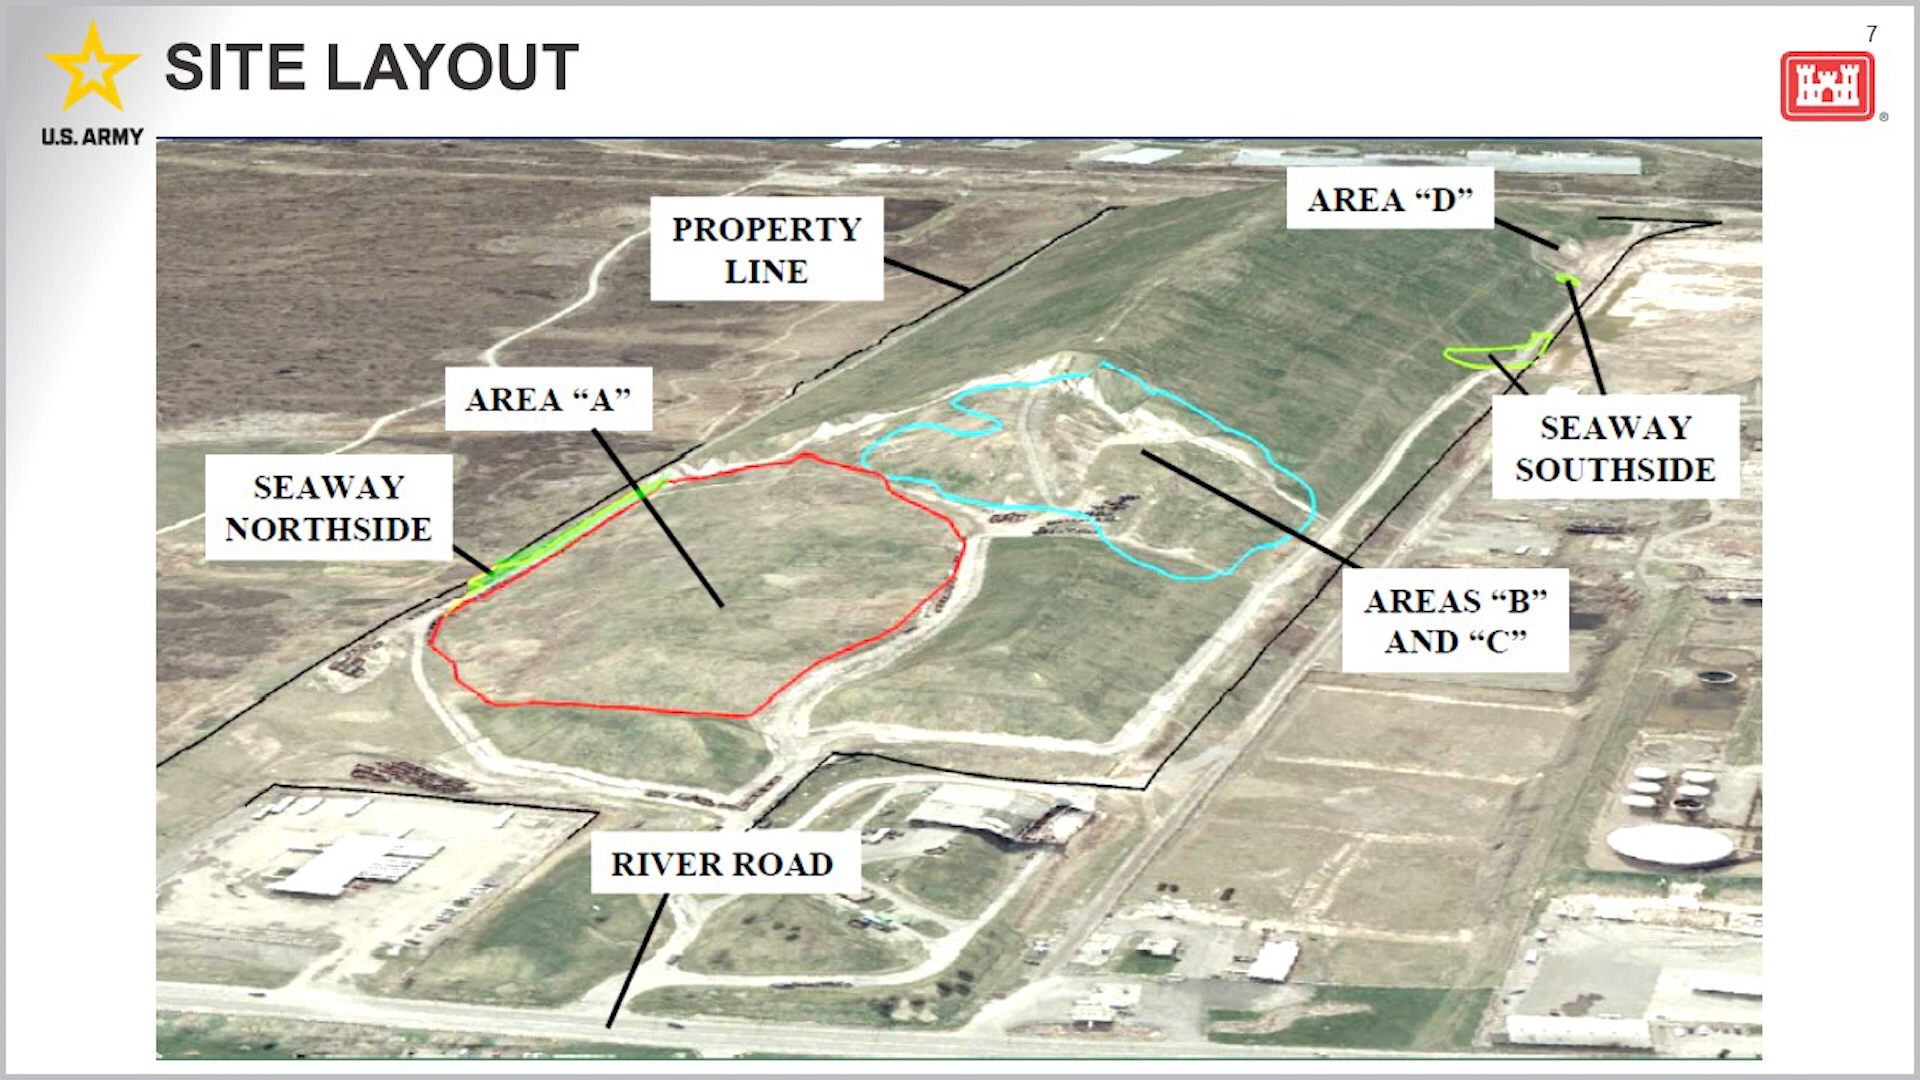 7
SITE LAYOUT
U.S. ARMY
®
AREA “D”
PROPERTY
LINE
AREA “A”
SEAWAY
SOUTHSIDE
SEAWAY
NORTHSIDE
AREAS “B”
AND “C”
RIVER ROAD